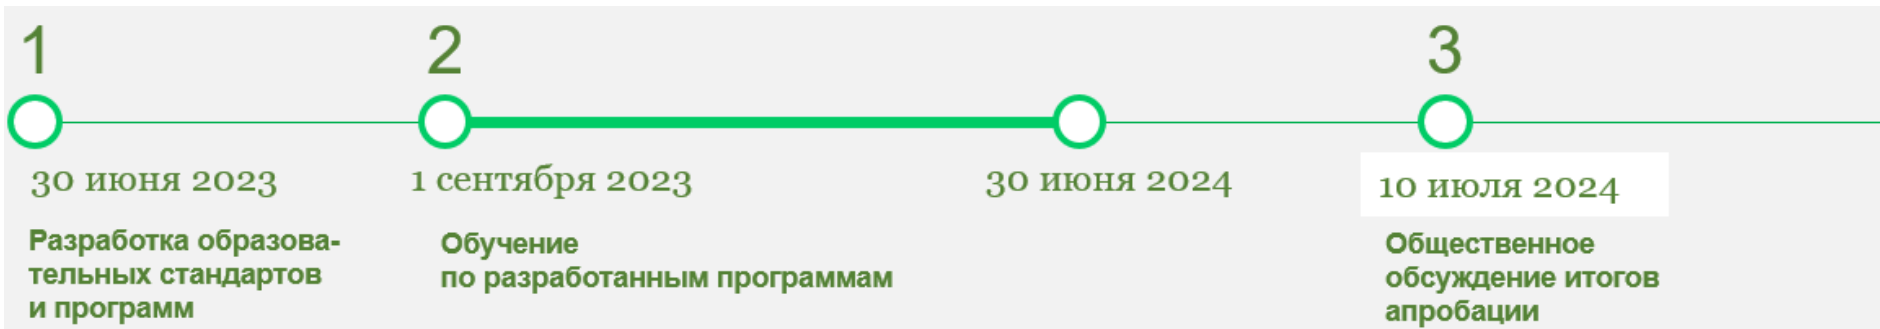 1
2
3
30 июня 2023
1 сентября 2023
30 июня 2024
10 июля 2024
Разработка образова-
тельных стандартов
и программ
Обучение
по разработанным программам
Общественное
обсуждение итогов
апробации